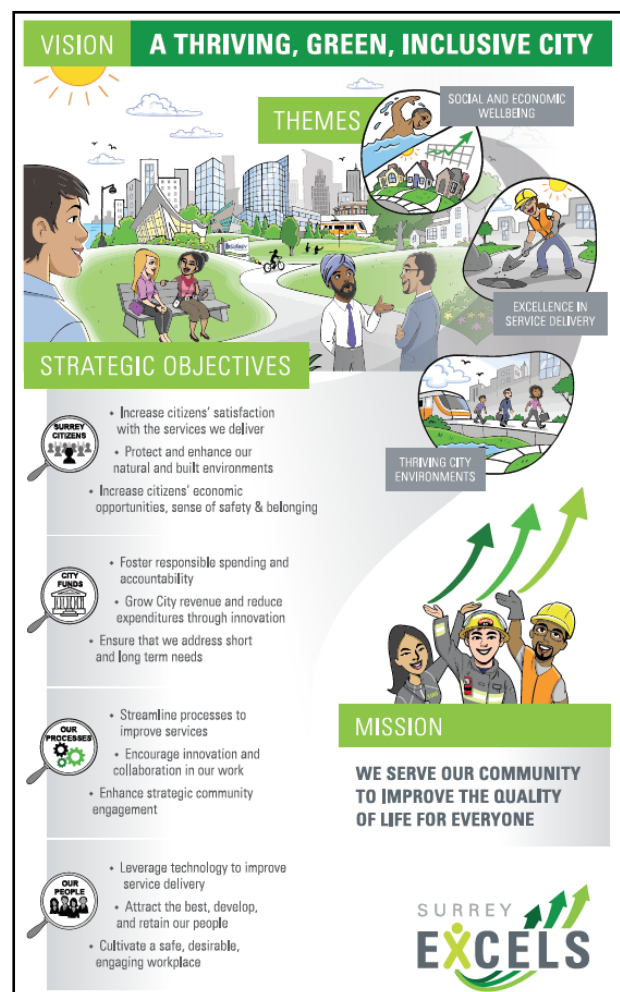 VISION
A THRIVING, GREEN, INCLUSIVE CITY
THEMES
SOCIAL AND ECONOMIC
WELLBEING
EXCELLENCE IN
SERVICE DELIVERY
THRIVING CITY
ENVIRONMENTS
STRATEGIC OBJECTIVES
SURREY
CITIZENS
• Increase citizens' satisfaction
with the services we deliver
• Protect and enhance our
natural and built environments
• Increase citizens' economic
opportunities, sense of safety & belonging
CITY
FUNDS
• Foster responsible spending and
accountability
• Grow City revenue and reduce
expenditures through innovation
• Ensure that we address short
and long term needs
OUR
PROCESSES
• Streamline processes to
improve services
• Encourage innovation and
collaboration in our work
• Enhance strategic community
engagement
OUR
PEOPLE
• Leverage technology to improve
service delivery
• Attract the best, develop,
and retain our people
• Cultivate a safe, desirable,
engaging workplace
MISSION
WE SERVE OUR COMMUNITY
TO IMPROVE THE QUALITY
OF LIFE FOR EVERYONE
SURREY
EXCELS